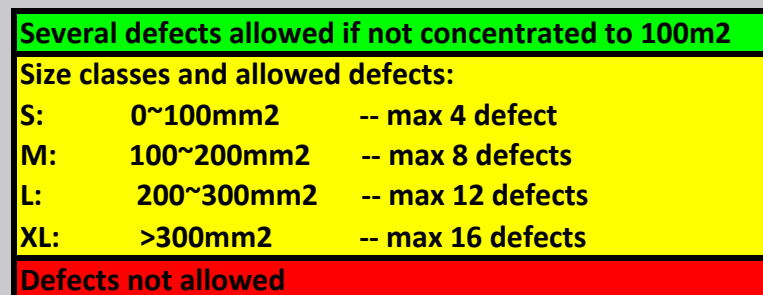 Several defects allowed if not concentrated to 100m2
Size classes and allowed defects:
S: 0~100mm2 -- max 4 defect
M: 100~200mm2 -- max 8 defects
L: 200~300mm2 -- max 12 defects
XL: >300mm2 -- max 16 defects
Defects not allowed